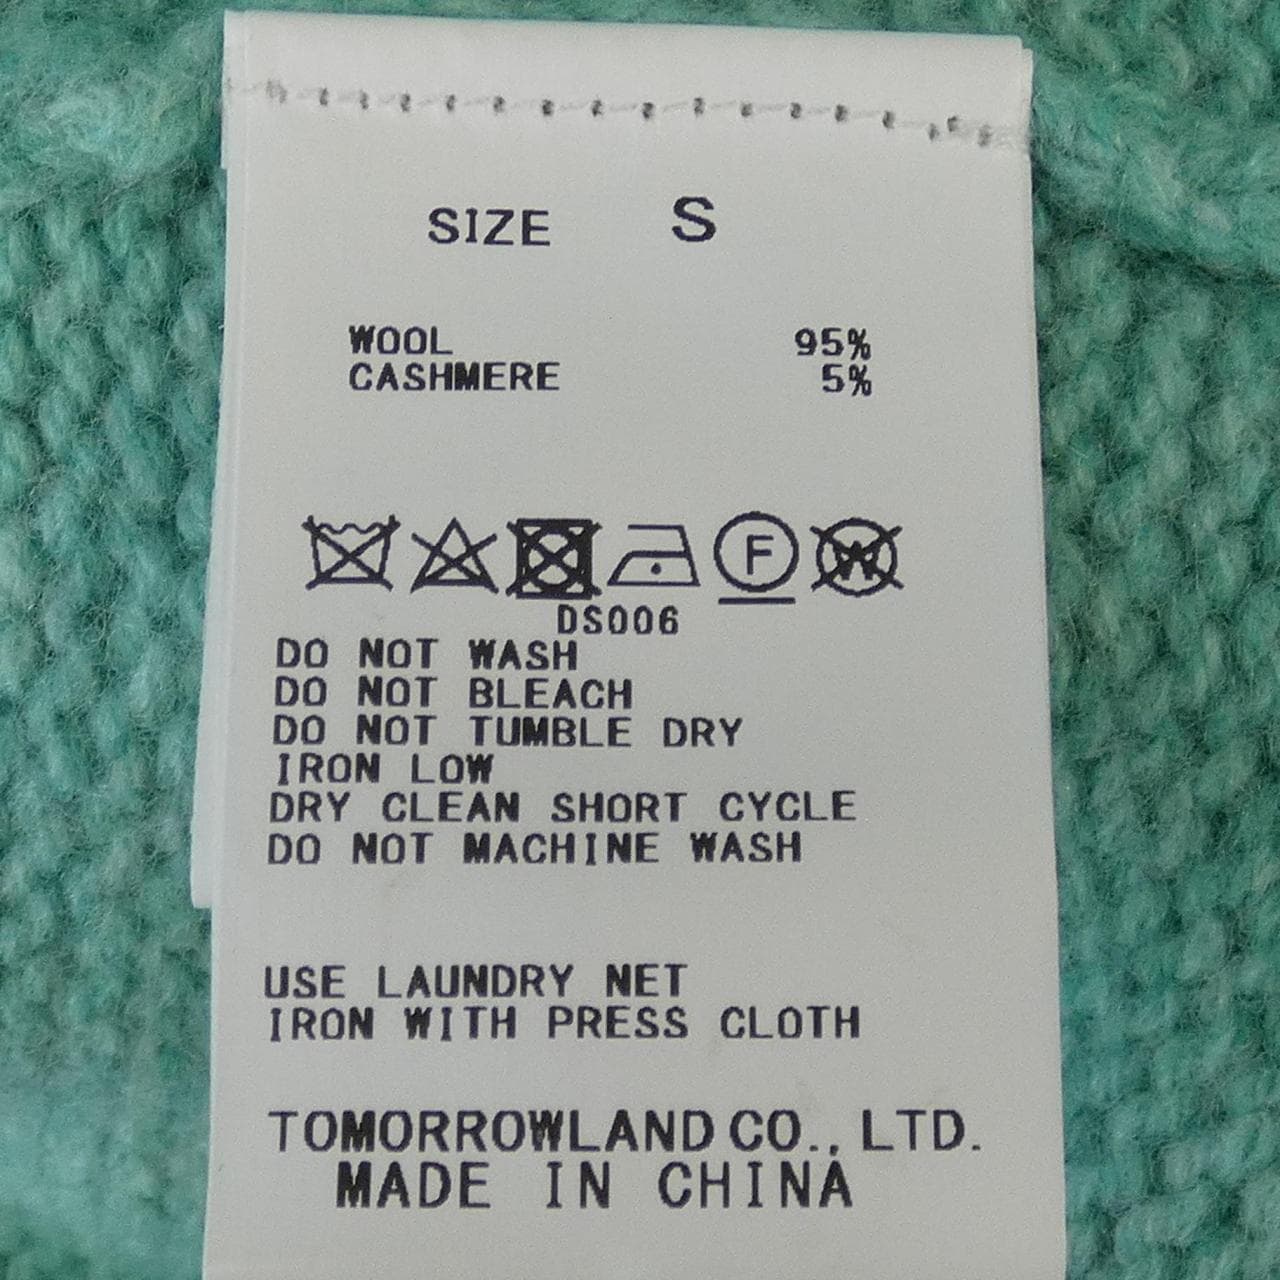 SIZE S
WOOL 95%
CASHMERE 5%
F W
DS006
DO NOT WASH
DO NOT BLEACH
DO NOT TUMBLE DRY
IRON LOW
DRY CLEAN SHORT CYCLE
DO NOT MACHINE WASH
USE LAUNDRY NET
IRON WITH PRESS CLOTH
TOMORROWLAND CO., LTD.
MADE IN CHINA